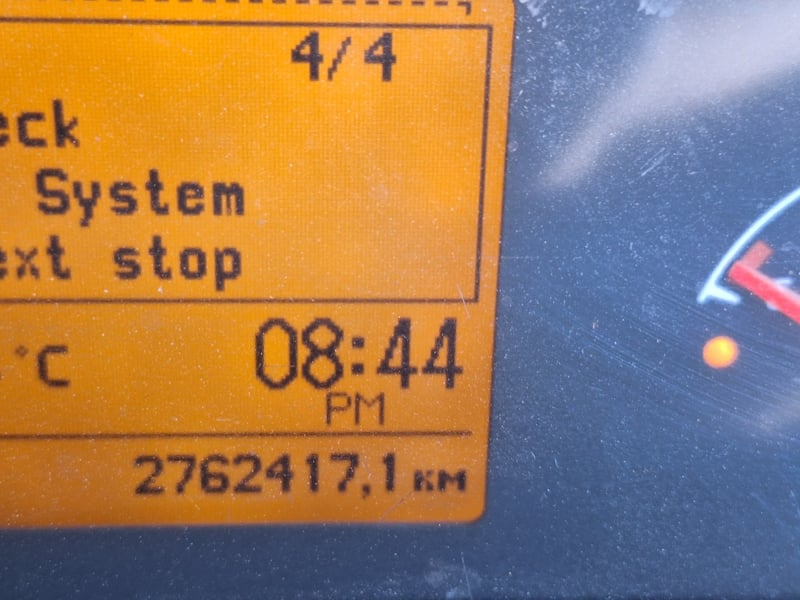 4/4
eck
System
ext stop
°C 08:44
PM
2762417,1 км